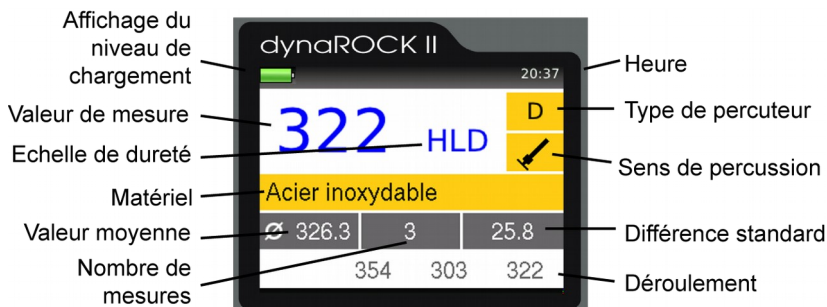 Affichage du
niveau de
chargement
dynaROCK II
20:37
Heure
Valeur de mesure
322
D
Type de percuteur
Echelle de dureté
HLD
Sens de percussion
Matériel
Acier inoxydable
Valeur moyenne
Ø 326.3
3
25.8
Différence standard
Nombre de
mesures
354 303 322
Déroulement